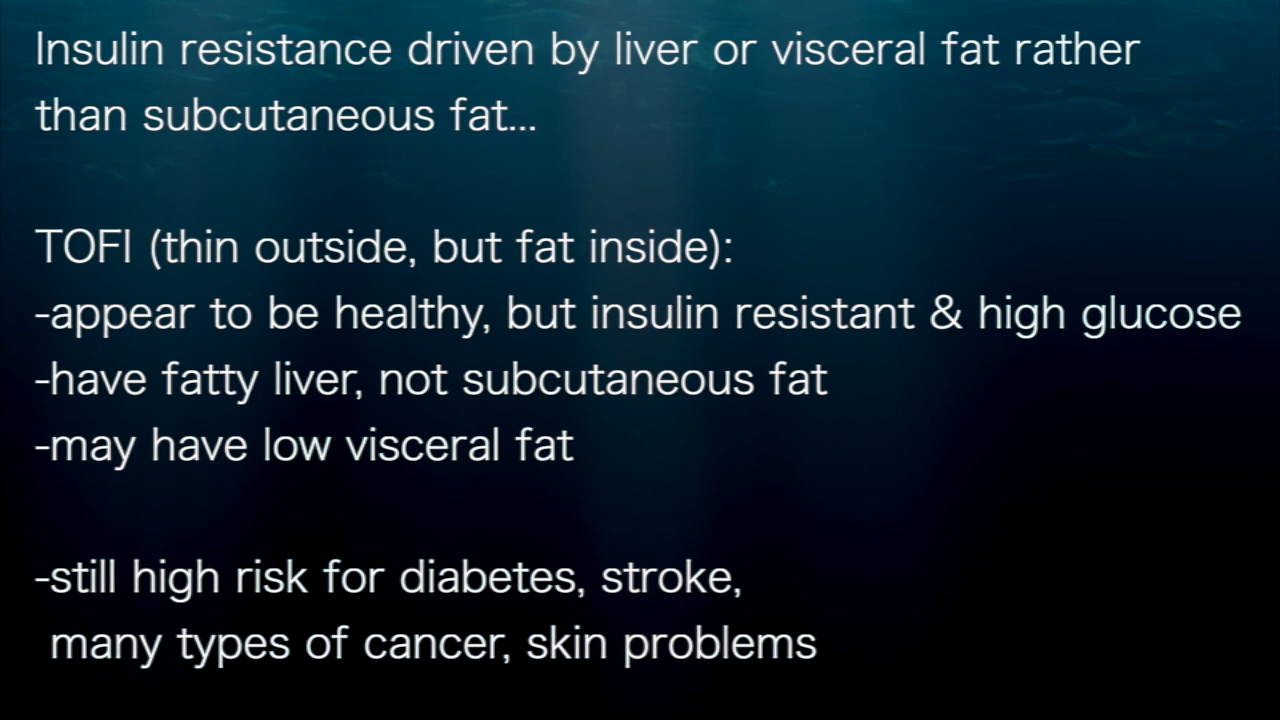 Insulin resistance driven by liver or visceral fat rather
than subcutaneous fat...
TOFI (thin outside, but fat inside):
-appear to be healthy, but insulin resistant & high glucose
-have fatty liver, not subcutaneous fat
-may have low visceral fat
-still high risk for diabetes, stroke,
many types of cancer, skin problems